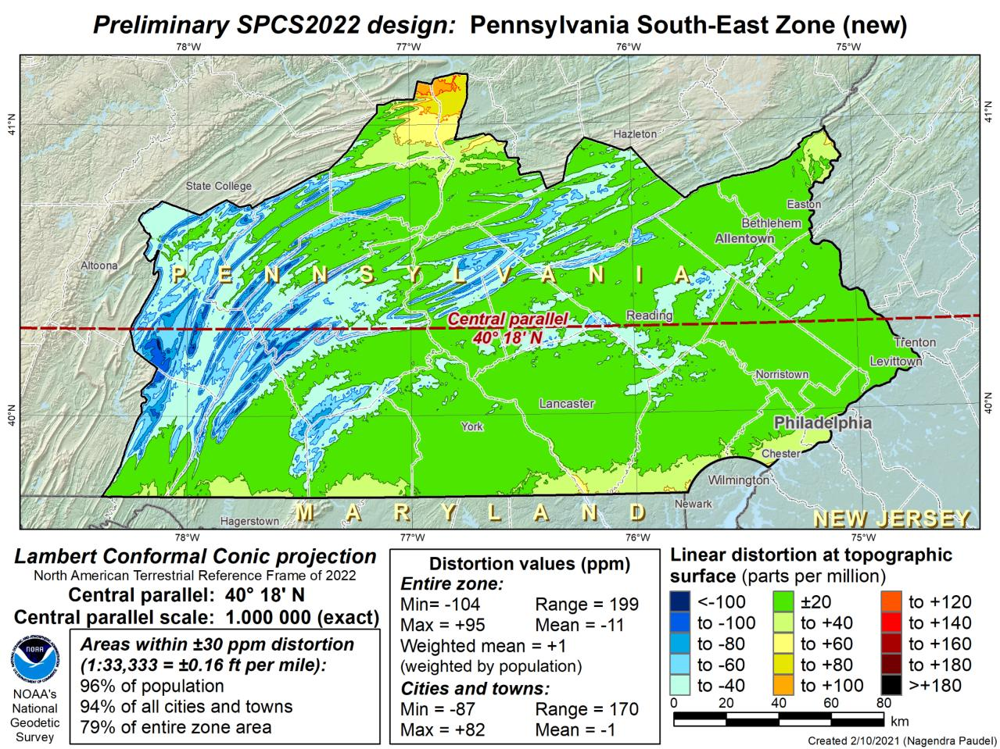 Preliminary SPCS2022 design: Pennsylvania South-East Zone (new)
78°W 77°W 76°W 75°W
41°N 41°N
Hazleton
State College
Easton
Bethlehem
Allentown
Altoona
PENNSYLVANIA
Central parallel
40° 18' N
Reading
Trenton
Levittown
Norristown
Lancaster
40°N 40°N
York
Philadelphia
Chester
Wilmington
Newark
Hagerstown
MARYLAND
NEW JERSEY
78°W 77°W 76°W 75°W
Lambert Conformal Conic projection
North American Terrestrial Reference Frame of 2022
Central parallel: 40° 18' N
Central parallel scale: 1.000 000 (exact)
NOAA
NOAA's
National
Geodetic
Survey
Areas within ±30 ppm distortion
(1:33,333 = ±0.16 ft per mile):
96% of population
94% of all cities and towns
79% of entire zone area
Distortion values (ppm)
Entire zone:
Min= -104 Range = 199
Max = +95 Mean = -11
Weighted mean = +1
(weighted by population)
Cities and towns:
Min = -87 Range = 170
Max = +82 Mean = -1
Linear distortion at topographic
surface (parts per million)
<-100 ±20 to +120
to -100 to +40 to +140
to -80 to +60 to +160
to -60 to +80 to +180
to -40 to +100 >+180
0 20 40 60 80
km
Created 2/10/2021 (Nagendra Paudel)